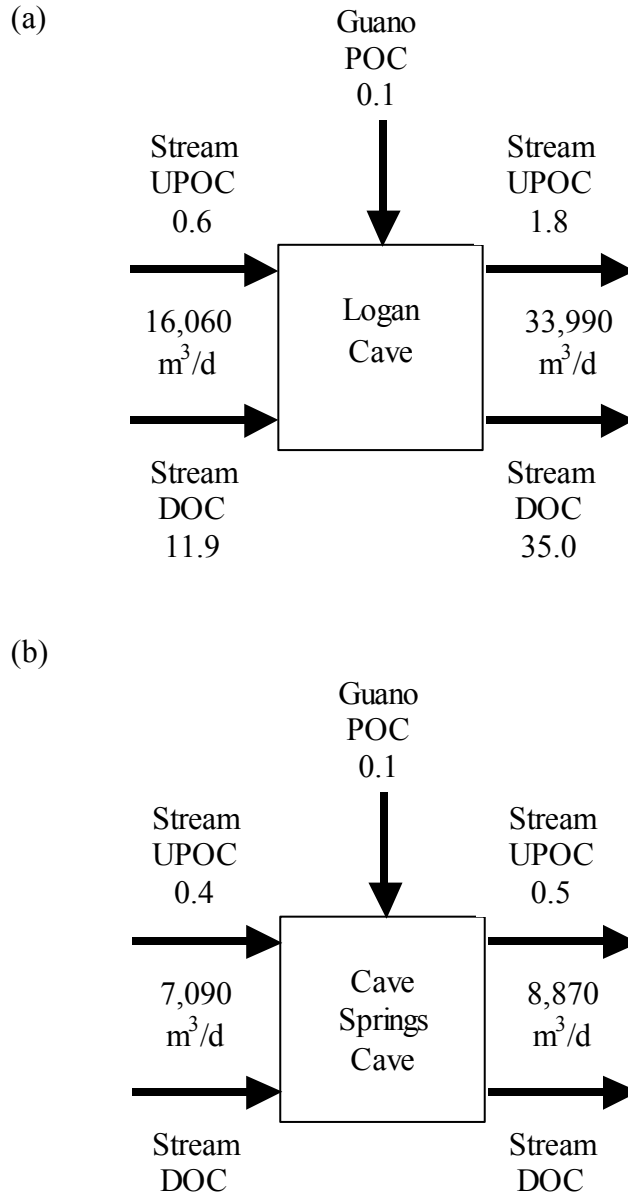 (a)
Guano
POC
0.1
Stream
UPOC
0.6
Stream
UPOC
1.8
16,060
m³/d
Logan
Cave
33,990
m³/d
Stream
DOC
11.9
Stream
DOC
35.0
(b)
Guano
POC
0.1
Stream
UPOC
0.4
Stream
UPOC
0.5
7,090
m³/d
Cave
Springs
Cave
8,870
m³/d
Stream
DOC
Stream
DOC